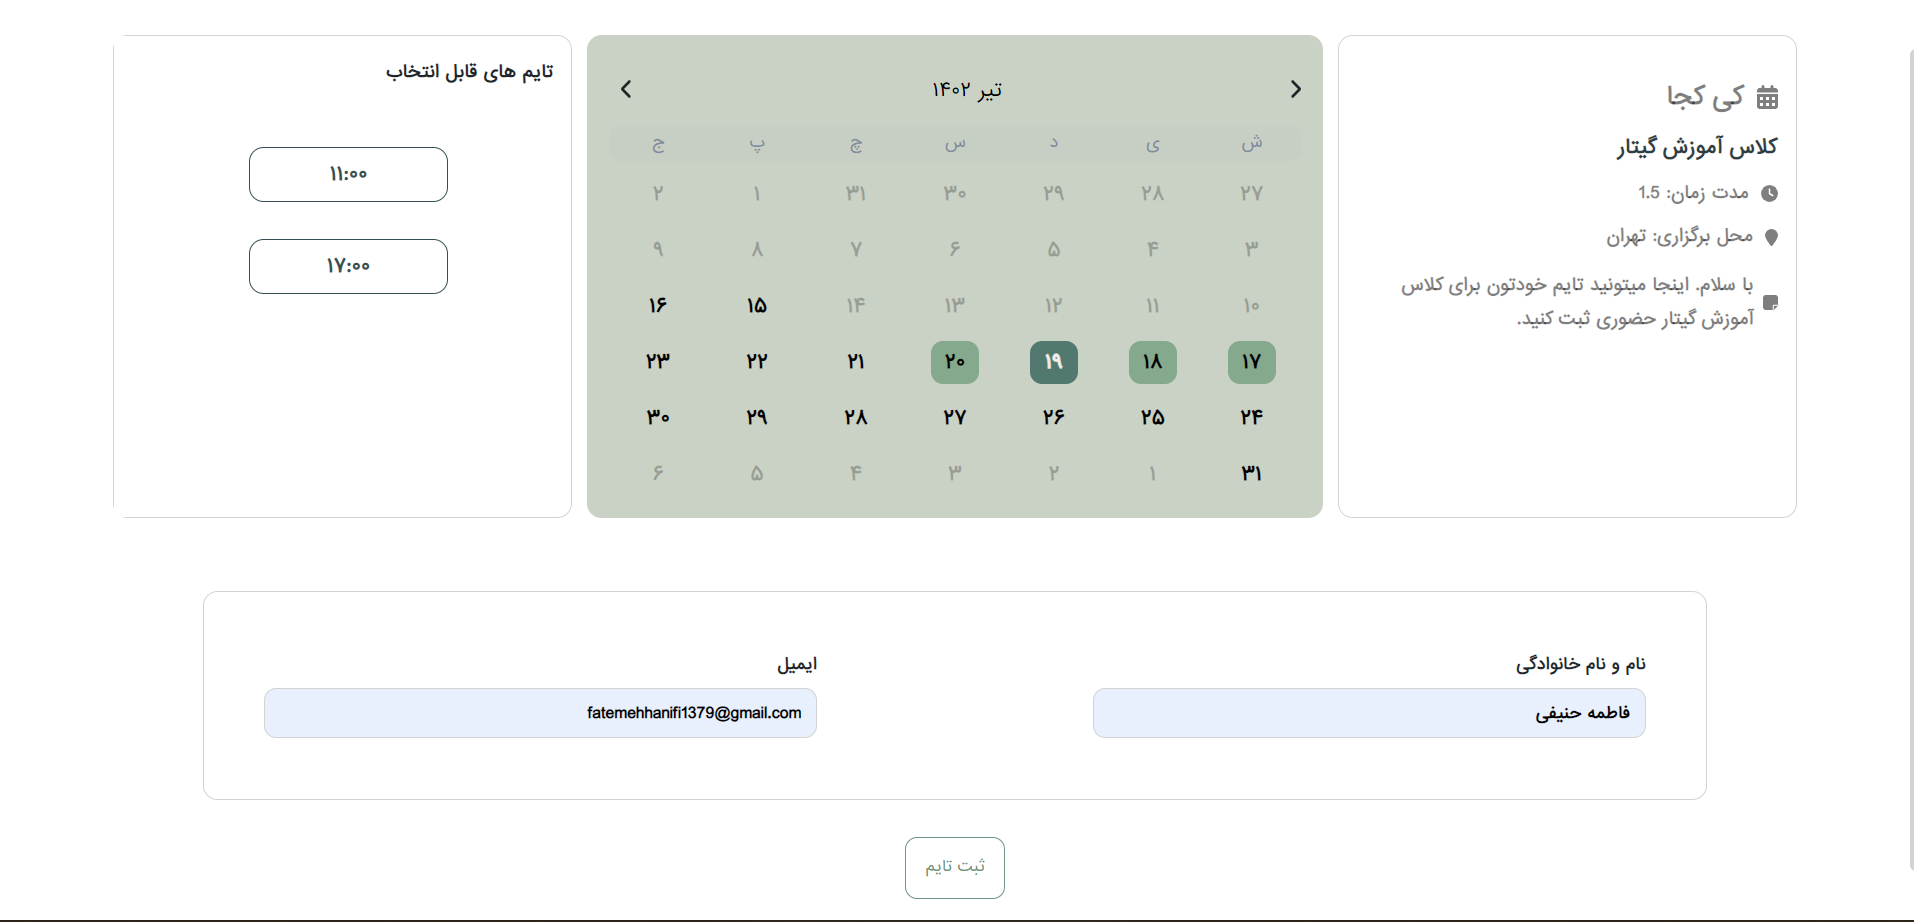 کی کجا
کلاس آموزش گیتار
مدت زمان: 1.5
محل برگزاری: تهران
با سلام. اینجا میتونید تایم خودتون برای کلاس
آموزش گیتار حضوری ثبت کنید.
تیر ۱۴۰۲
ش ی د س چ پ ج
۲۷ ۲۸ ۲۹ ۳۰ ۳۱ ۱ ۲
۳ ۴ ۵ ۶ ۷ ۸ ۹
۱۰ ۱۱ ۱۲ ۱۳ ۱۴ ۱۵ ۱۶
۱۷ ۱۸ ۱۹ ۲۰ ۲۱ ۲۲ ۲۳
۲۴ ۲۵ ۲۶ ۲۷ ۲۸ ۲۹ ۳۰
۳۱ ۱ ۲ ۳ ۴ ۵ ۶
تایم های قابل انتخاب
۱۱:۰۰
۱۷:۰۰
نام و نام خانوادگی
فاطمه حنیفی
ایمیل
fatemehhanifi1379@gmail.com
ثبت تایم